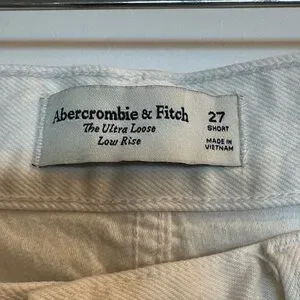 Abercrombie & Fitch
The Ultra Loose
Low Rise
27
SHORT
MADE IN
VIETNAM